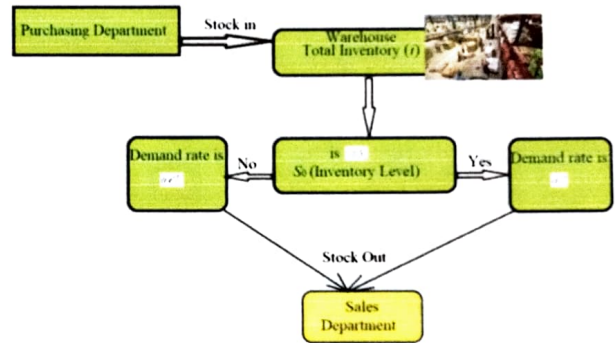 Purchasing Department
Stock in
Warehouse
Total Inventory (i)
Demand rate is
No
is
S₀ (Inventory Level)
Yes
Demand rate is
Stock Out
Sales
Department